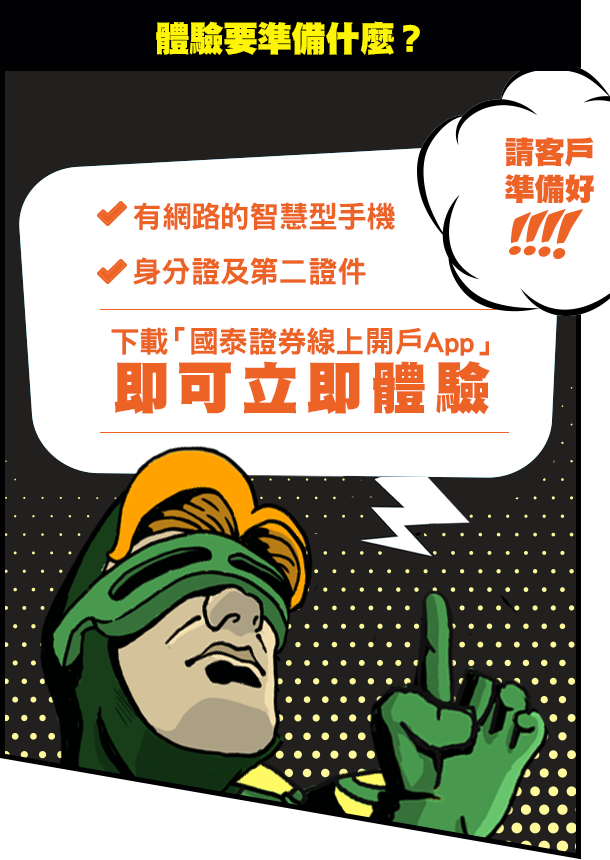 體驗要準備什麼？
請客戶
準備好
!!!!
有網路的智慧型手機
身分證及第二證件
下載「國泰證券線上開戶App」
即可立即體驗